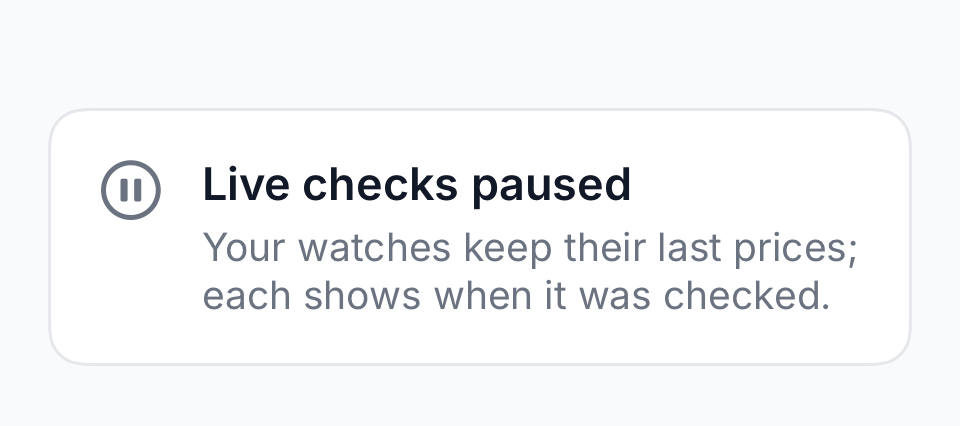 Live checks paused
Your watches keep their last prices;
each shows when it was checked.